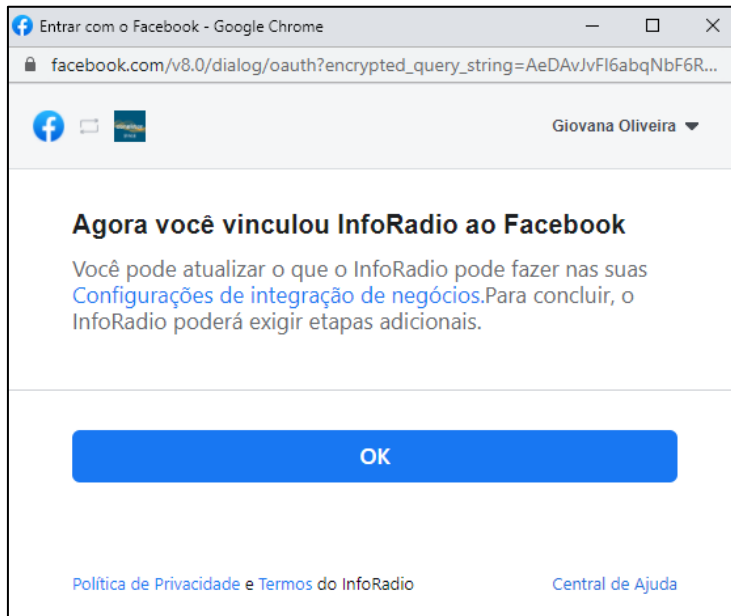 Entrar com o Facebook - Google Chrome
facebook.com/v8.0/dialog/oauth?encrypted_query_string=AeDAvJvFl6abqNbF6R...
Giovana Oliveira
Agora você vinculou InfoRadio ao Facebook
Você pode atualizar o que o InfoRadio pode fazer nas suas
Configurações de integração de negócios.Para concluir, o
InfoRadio poderá exigir etapas adicionais.
OK
Política de Privacidade e Termos do InfoRadio
Central de Ajuda